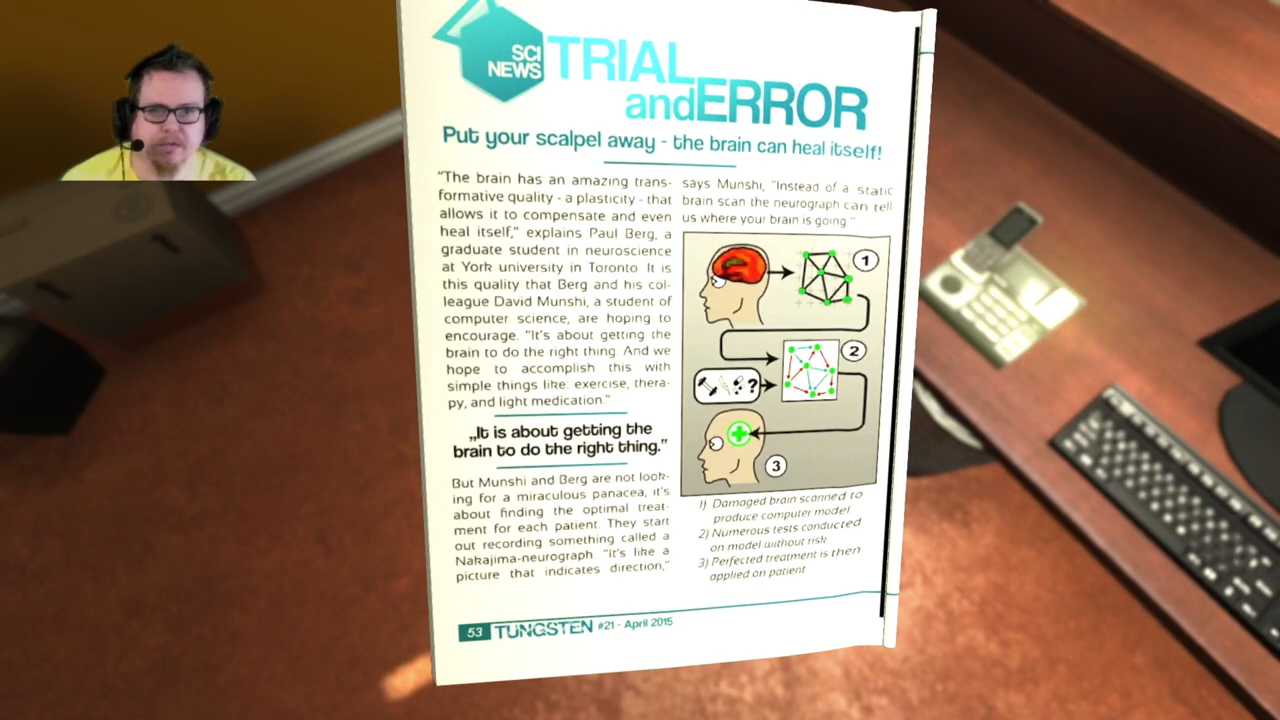 SCI
NEWS
TRIAL
andERROR
Put your scalpel away - the brain can heal itself!
"The brain has an amazing trans-
formative quality - a plasticity - that
allows it to compensate and even
heal itself," explains Paul Berg, a
graduate student in neuroscience
at York university in Toronto. It is
this quality that Berg and his col-
league David Munshi, a student of
computer science, are hoping to
encourage. "It's about getting the
brain to do the right thing. And we
hope to accomplish this with
simple things like: exercise, thera-
py, and light medication."
„It is about getting the
brain to do the right thing."
But Munshi and Berg are not look-
ing for a miraculous panacea, it's
about finding the optimal treat-
ment for each patient. They start
out recording something called a
Nakajima-neurograph. "It's like a
picture that indicates direction,"
says Munshi, "Instead of a static
brain scan the neurograph can tell
us where your brain is going"
1
2
?
3
1) Damaged brain scanned to
produce computer model
2) Numerous tests conducted
on model without risk
3) Perfected treatment is then
applied on patient
53 TUNGSTEN #21 - April 2015